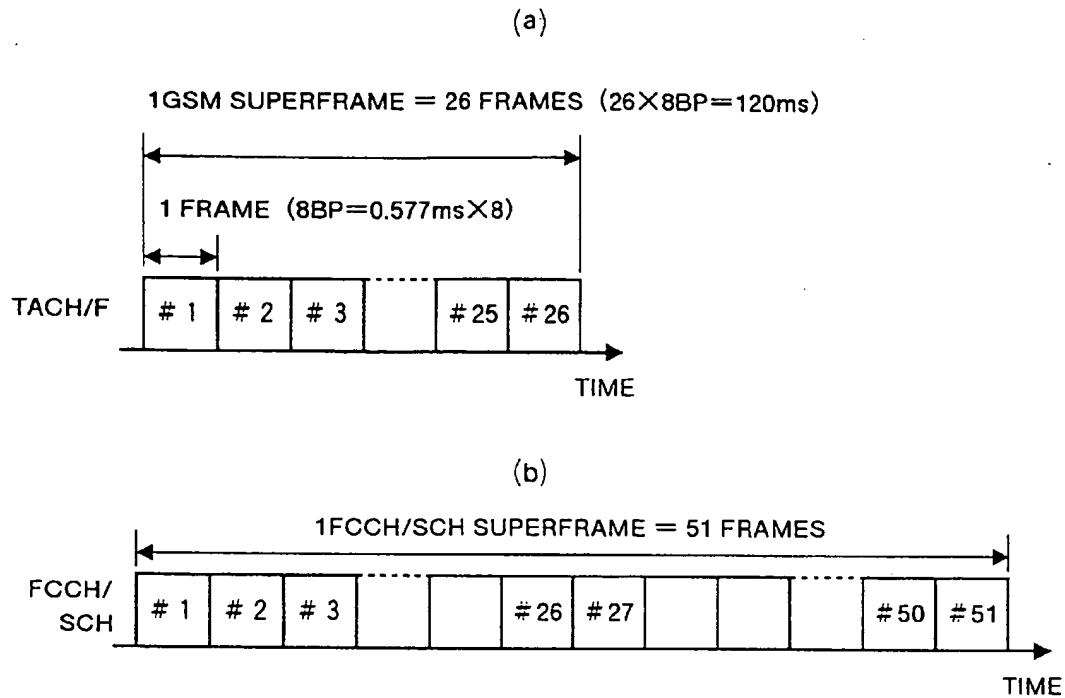 (a)
1GSM SUPERFRAME = 26 FRAMES (26×8BP=120ms)
1 FRAME (8BP=0.577ms×8)
TACH/F # 1 # 2 # 3 # 25 # 26
TIME
(b)
1FCCH/SCH SUPERFRAME = 51 FRAMES
FCCH/
SCH
# 1 # 2 # 3 # 26 # 27 # 50 # 51
TIME